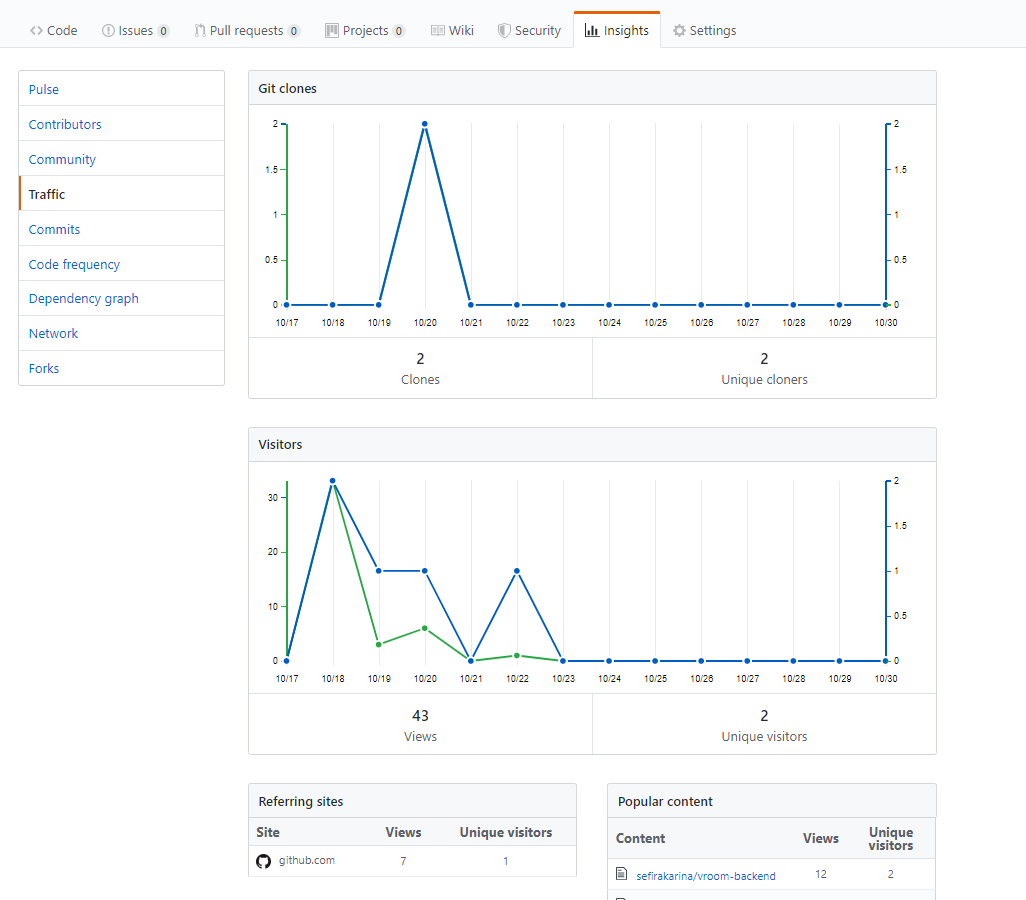 Code Issues 0 Pull requests 0 Projects 0 Wiki Security Insights Settings
Pulse
Contributors
Community
Traffic
Commits
Code frequency
Dependency graph
Network
Forks
Git clones
2 2
1.5 1.5
1 1
0.5 0.5
0 0
10/17 10/18 10/19 10/20 10/21 10/22 10/23 10/24 10/25 10/26 10/27 10/28 10/29 10/30
2 2
Clones Unique cloners
Visitors
2
30
1.5
20
1
10
0.5
0 0
10/17 10/18 10/19 10/20 10/21 10/22 10/23 10/24 10/25 10/26 10/27 10/28 10/29 10/30
43 2
Views Unique visitors
Referring sites
Site Views Unique visitors
github.com 7 1
Popular content
Content Views Unique
visitors
sefirakarina/vroom-backend 12 2